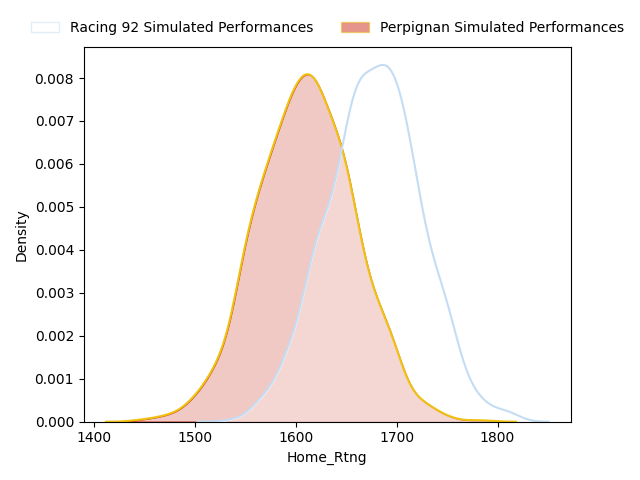 Racing 92 Simulated Performances Perpignan Simulated Performances
0.008
0.007
0.006
0.005
0.004
0.003
0.002
0.001
0.000
Density
1400 1500 1600 1700 1800
Home_Rtng